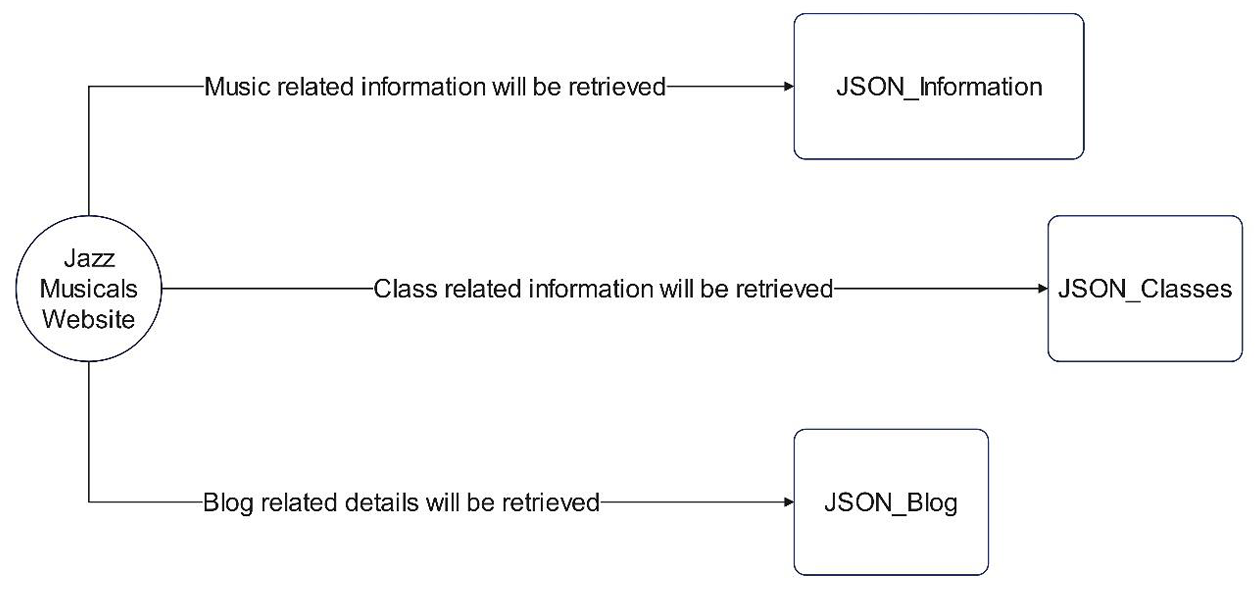 Music related information will be retrieved
JSON_Information
Jazz
Musicals
Website
Class related information will be retrieved
JSON_Classes
Blog related details will be retrieved
JSON_Blog